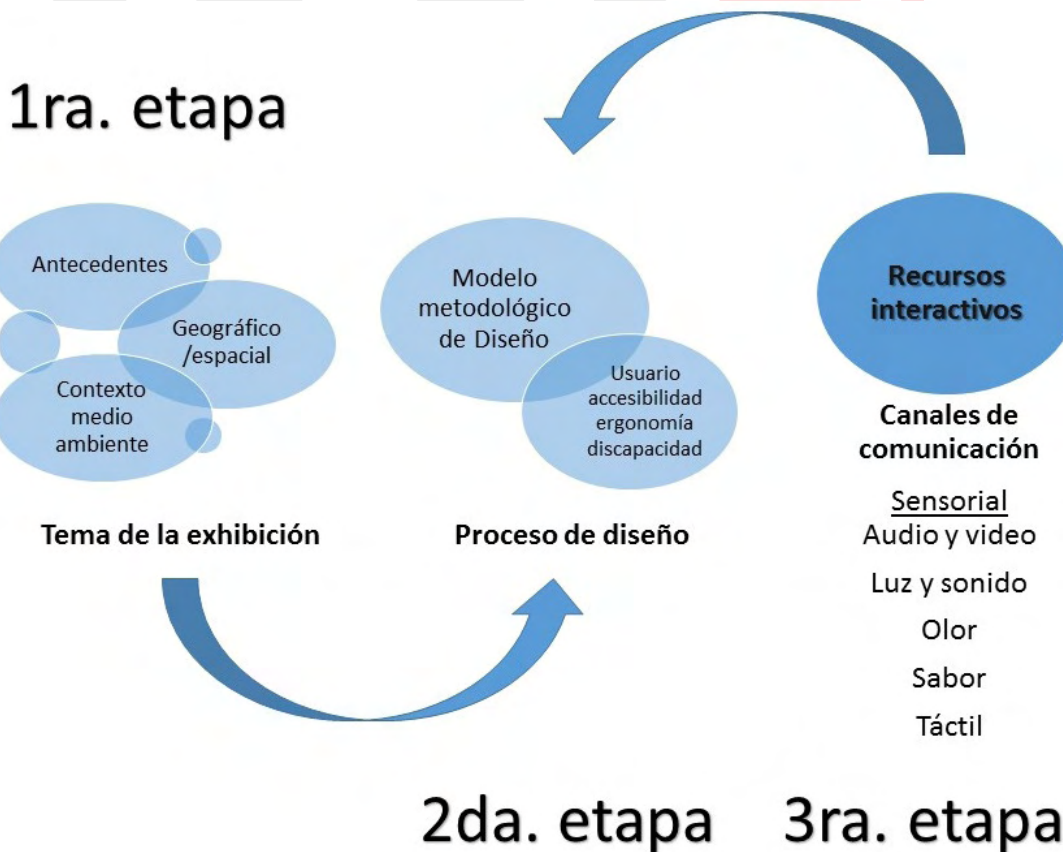 1ra. etapa
Antecedentes
Geográfico
/espacial
Contexto
medio
ambiente
Tema de la exhibición
Modelo
metodológico
de Diseño
Usuario
accesibilidad
ergonomía
discapacidad
Proceso de diseño
2da. etapa
Recursos
interactivos
Canales de
comunicación
Sensorial
Audio y video
Luz y sonido
Olor
Sabor
Táctil
3ra. etapa